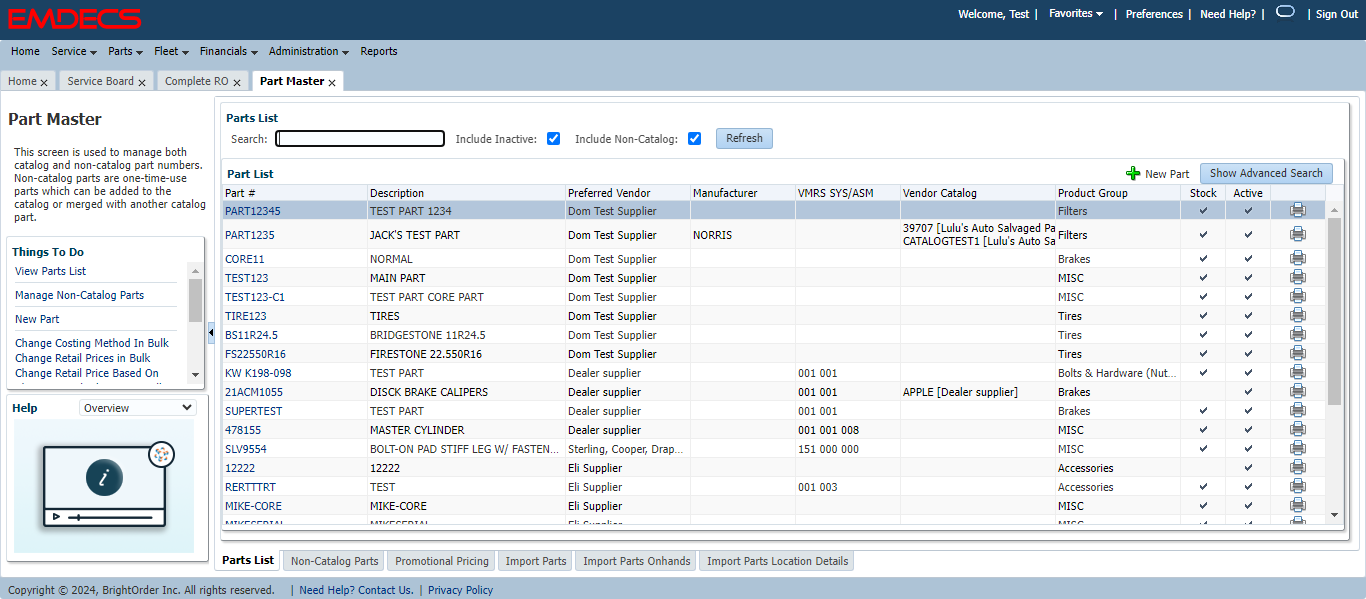 EMDECS
Welcome, Test | Favorites | Preferences | Need Help? | | Sign Out
Home Service Parts Fleet Financials Administration Reports
Home Service Board Complete RO Part Master
Part Master
This screen is used to manage both
catalog and non-catalog part numbers.
Non-catalog parts are one-time-use
parts which can be added to the
catalog or merged with another catalog
part.
Things To Do
View Parts List
Manage Non-Catalog Parts
New Part
Change Costing Method In Bulk
Change Retail Prices in Bulk
Change Retail Price Based On
Help Overview
i
Parts List
Search: Include Inactive: Include Non-Catalog: Refresh
Part List New Part Show Advanced Search
Part # Description Preferred Vendor Manufacturer VMRS SYS/ASM Vendor Catalog Product Group Stock Active
PART12345 TEST PART 1234 Dom Test Supplier Filters
PART1235 JACK'S TEST PART Dom Test Supplier NORRIS 39707 [Lulu's Auto Salvaged Pa Filters
CATALOGTEST1 [Lulu's Auto Sa
CORE11 NORMAL Dom Test Supplier Brakes
TEST123 MAIN PART Dom Test Supplier MISC
TEST123-C1 TEST PART CORE PART Dom Test Supplier MISC
TIRE123 TIRES Dom Test Supplier Tires
BS11R24.5 BRIDGESTONE 11R24.5 Dom Test Supplier Tires
FS22550R16 FIRESTONE 22.550R16 Dom Test Supplier Tires
KW K198-098 TEST PART Dealer supplier 001 001 Bolts & Hardware (Nut...
21ACM1055 DISCK BRAKE CALIPERS Dealer supplier 001 001 APPLE [Dealer supplier] Brakes
SUPERTEST TEST PART Dealer supplier 001 001 Brakes
478155 MASTER CYLINDER Dealer supplier 001 001 008 MISC
SLV9554 BOLT-ON PAD STIFF LEG W/ FASTEN... Sterling, Cooper, Drap... 151 000 000 MISC
12222 12222 Eli Supplier Accessories
RERTTTRT TEST Eli Supplier 001 003 Accessories
MIKE-CORE MIKE-CORE Eli Supplier MISC
MIKESERIAL MIKESERIAL Eli Supplier MISC
Parts List Non-Catalog Parts Promotional Pricing Import Parts Import Parts Onhands Import Parts Location Details
Copyright © 2024, BrightOrder Inc. All rights reserved. | Need Help? Contact Us. | Privacy Policy